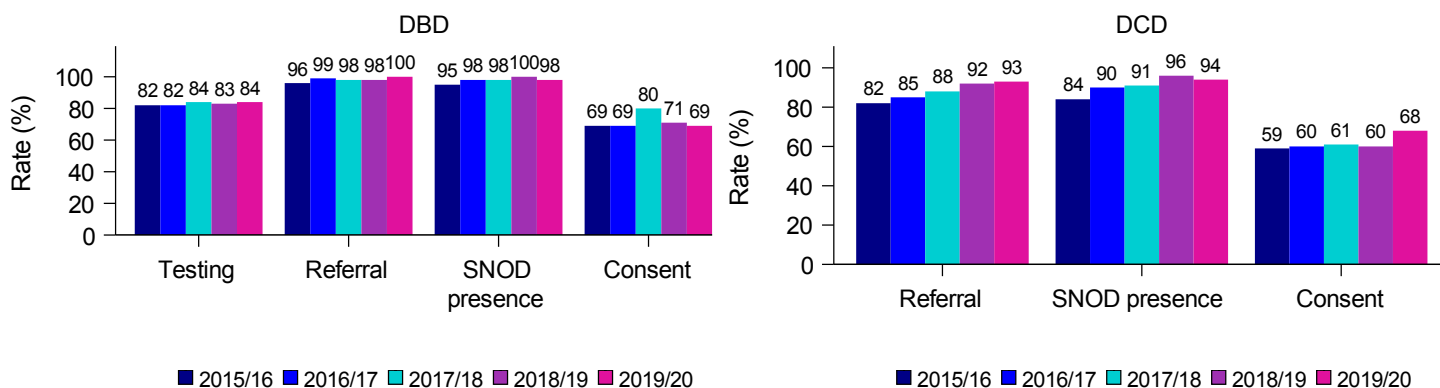 DBD
100
80
60
40
20
0
Rate (%)
82 82 84 83 84
96 99 98 98 100
95 98 98 100 98
69 69 80 71 69
Testing
Referral
SNOD
presence
Consent
2015/16 2016/17 2017/18 2018/19 2019/20
DCD
100
80
60
40
20
0
Rate (%)
82 85 88 92 93
84 90 91 96 94
59 60 61 60 68
Referral
SNOD presence
Consent
2015/16 2016/17 2017/18 2018/19 2019/20